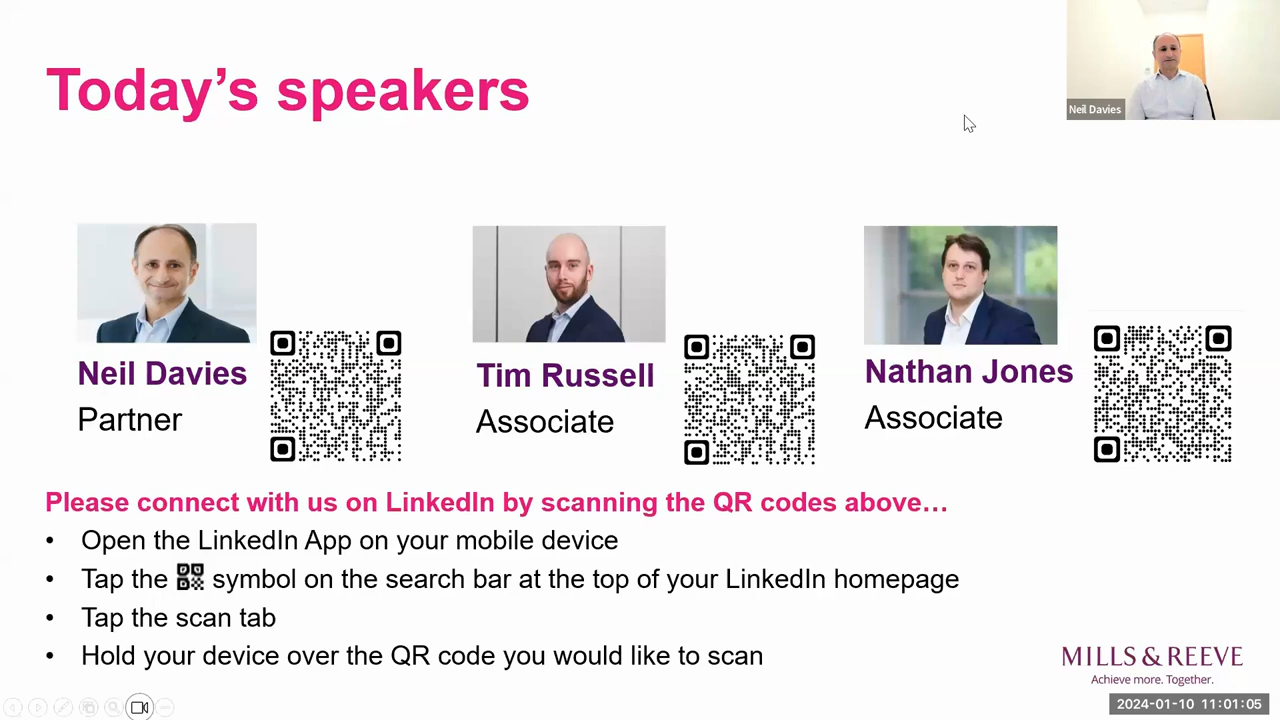 Today's speakers
Neil Davies
Neil Davies
Partner
Tim Russell
Associate
Nathan Jones
Associate
Please connect with us on LinkedIn by scanning the QR codes above…
• Open the LinkedIn App on your mobile device
• Tap the symbol on the search bar at the top of your LinkedIn homepage
• Tap the scan tab
• Hold your device over the QR code you would like to scan
MILLS & REEVE
Achieve more. Together.
2024-01-10 11:01:05